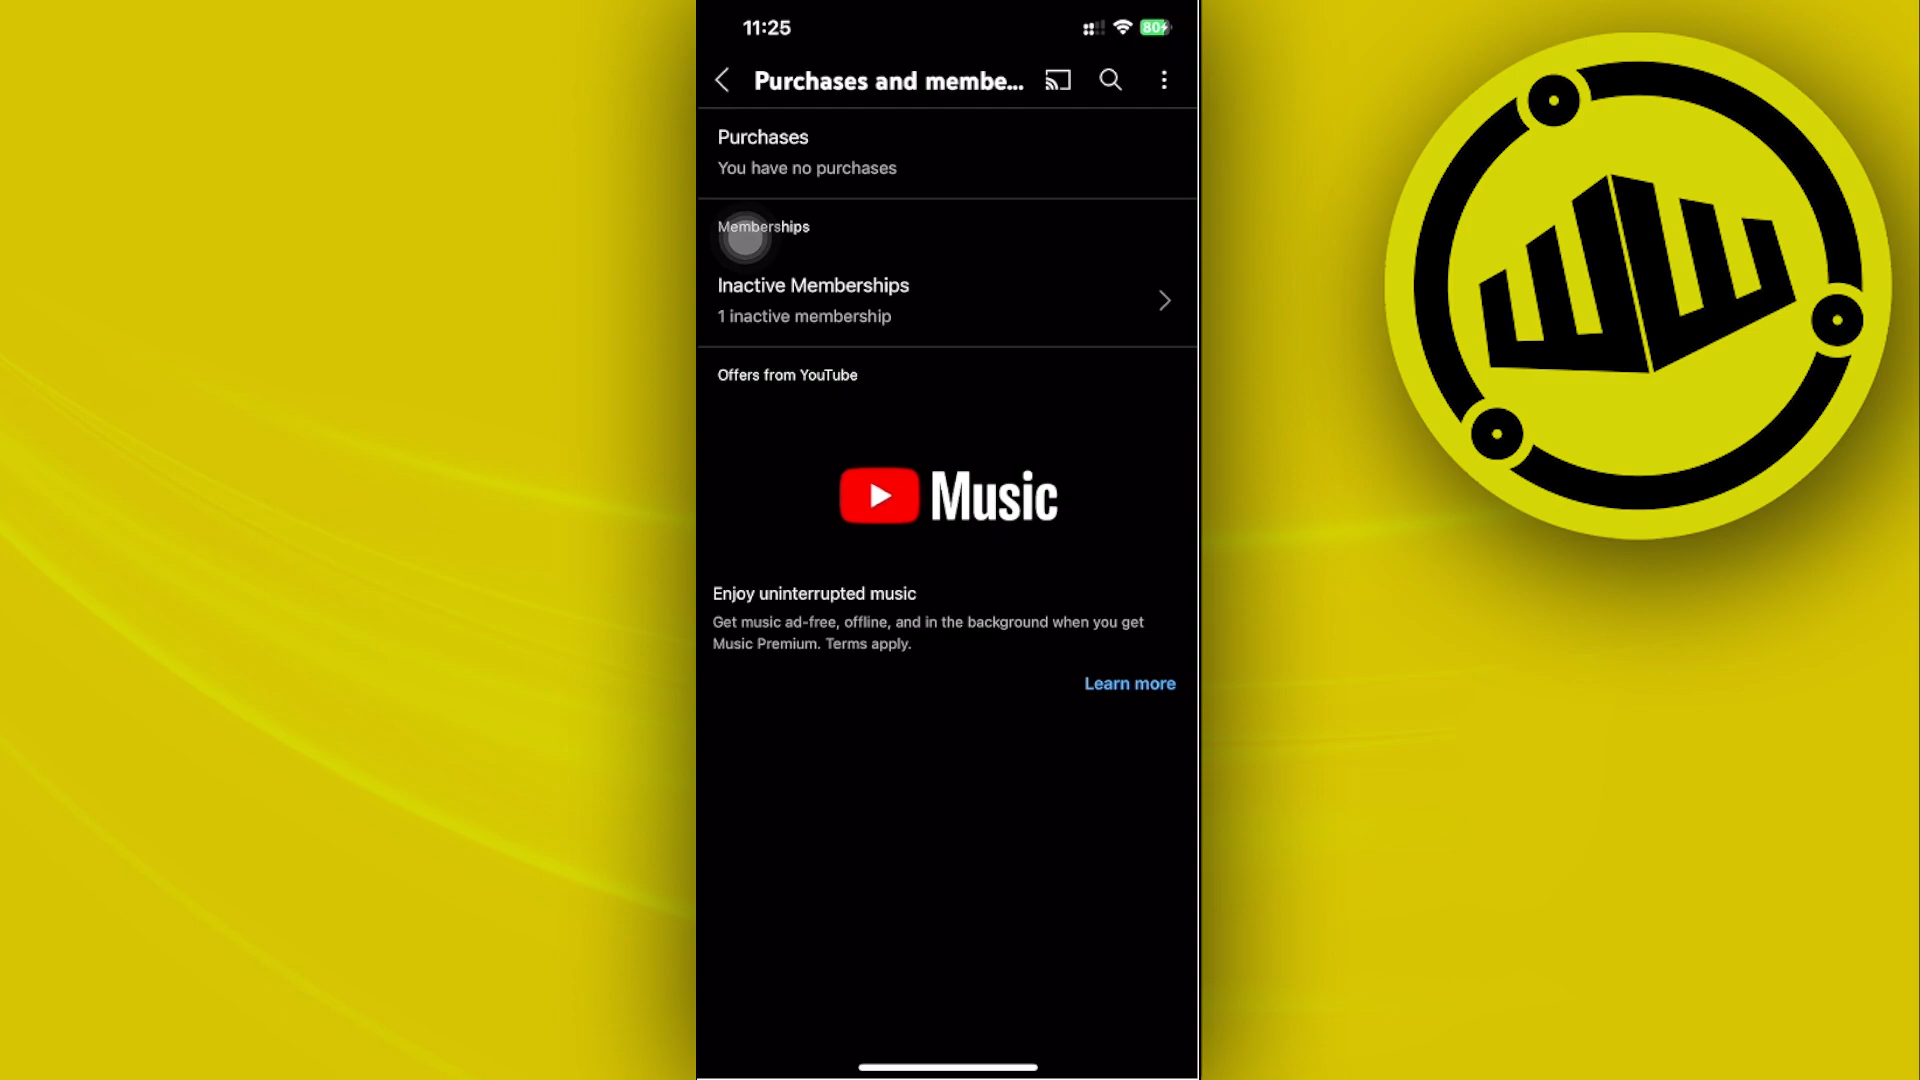 11:25
80
Purchases and membe...
Purchases
You have no purchases
Memberships
Inactive Memberships
1 inactive membership
Offers from YouTube
Music
Enjoy uninterrupted music
Get music ad-free, offline, and in the background when you get
Music Premium. Terms apply.
Learn more